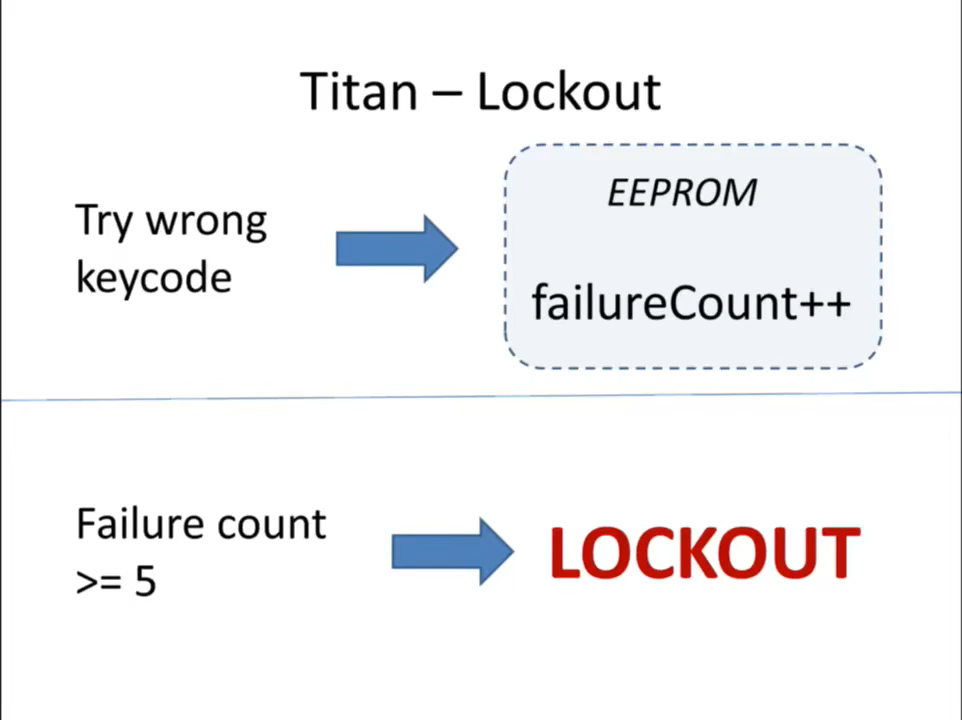 Titan – Lockout
Try wrong
keycode
EEPROM
failureCount++
Failure count
>= 5
LOCKOUT